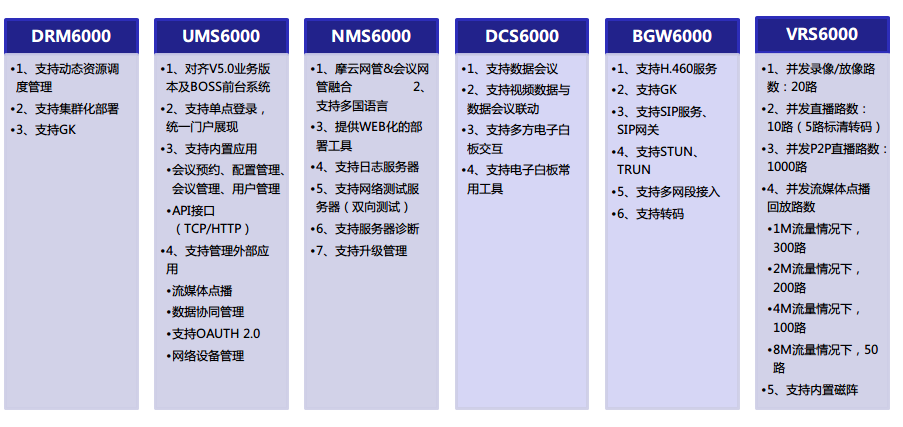 DRM6000
•1、支持动态资源调
度管理
•2、支持集群化部署
•3、支持GK
UMS6000
•1、对齐V5.0业务版
本及BOSS前台系统
•2、支持单点登录，
统一门户展现
•3、支持内置应用
•会议预约、配置管理、
会议管理、用户管理
•API接口
（TCP/HTTP）
•4、支持管理外部应
用
•流媒体点播
•数据协同管理
•支持OAUTH 2.0
•网络设备管理
NMS6000
•1、摩云网管&会议网
管融合 2、
支持多国语言
•3、提供WEB化的部
署工具
•4、支持日志服务器
•5、支持网络测试服
务器（双向测试）
•6、支持服务器诊断
•7、支持升级管理
DCS6000
•1、支持数据会议
•2、支持视频数据与
数据会议联动
•3、支持多方电子白
板交互
•4、支持电子白板常
用工具
BGW6000
•1、支持H.460服务
•2、支持GK
•3、支持SIP服务、
SIP网关
•4、支持STUN、
TRUN
•5、支持多网段接入
•6、支持转码
VRS6000
•1、并发录像/放像路
数：20路
•2、并发直播路数：
10路（5路标清转码）
•3、并发P2P直播路数：
1000路
•4、并发流媒体点播
回放路数
•1M流量情况下，
300路
•2M流量情况下，
200路
•4M流量情况下，
100路
•8M流量情况下，50
路
•5、支持内置磁阵